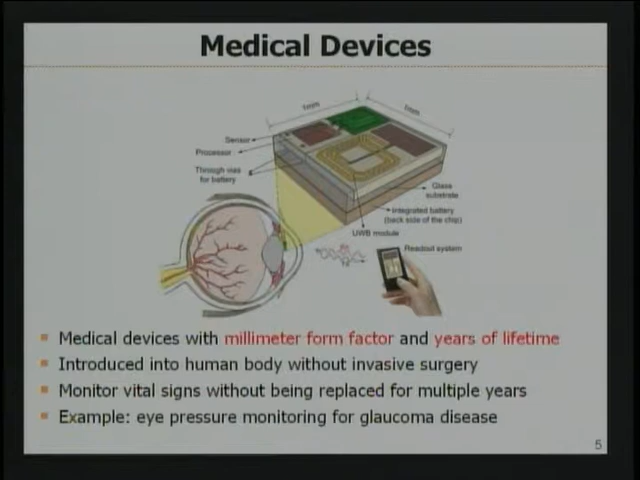 Medical Devices
1mm
1mm
Sensor
Processor
Through vias
for battery
Glass
substrate
Integrated battery
(back side of the chip)
UWB module
Readout system
Medical devices with millimeter form factor and years of lifetime
Introduced into human body without invasive surgery
Monitor vital signs without being replaced for multiple years
Example: eye pressure monitoring for glaucoma disease
5